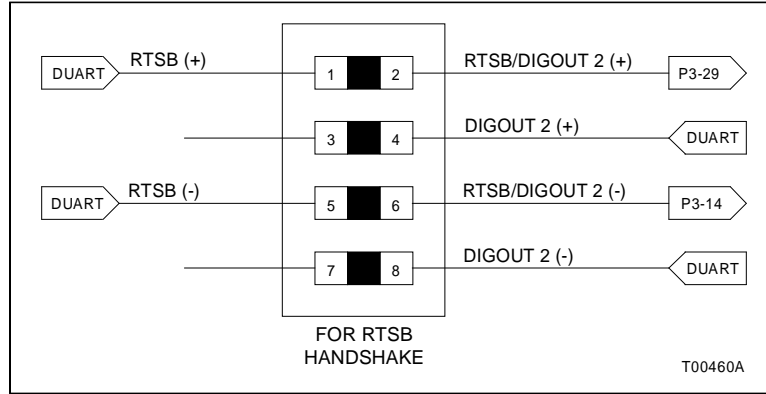 DUART RTSB (+) 1 2 RTSB/DIGOUT 2 (+) P3-29
3 4 DIGOUT 2 (+) DUART
DUART RTSB (-) 5 6 RTSB/DIGOUT 2 (-) P3-14
7 8 DIGOUT 2 (-) DUART
FOR RTSB
HANDSHAKE
T00460A